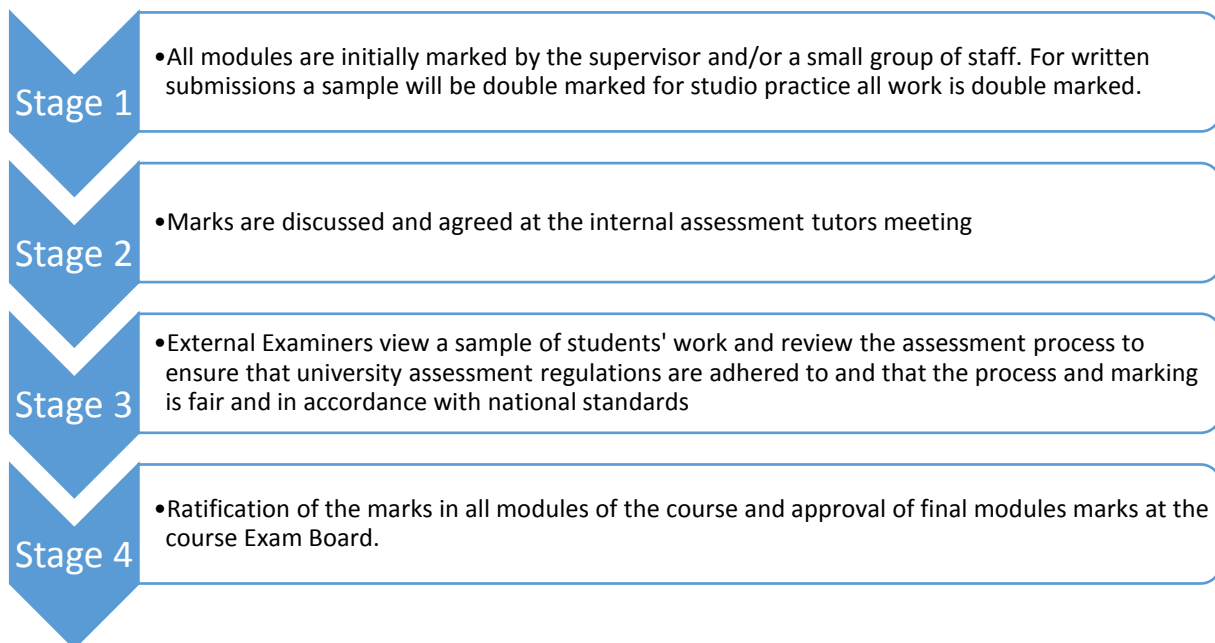 Stage 1
•All modules are initially marked by the supervisor and/or a small group of staff. For written
submissions a sample will be double marked for studio practice all work is double marked.
Stage 2
•Marks are discussed and agreed at the internal assessment tutors meeting
Stage 3
•External Examiners view a sample of students' work and review the assessment process to
ensure that university assessment regulations are adhered to and that the process and marking
is fair and in accordance with national standards
Stage 4
•Ratification of the marks in all modules of the course and approval of final modules marks at the
course Exam Board.